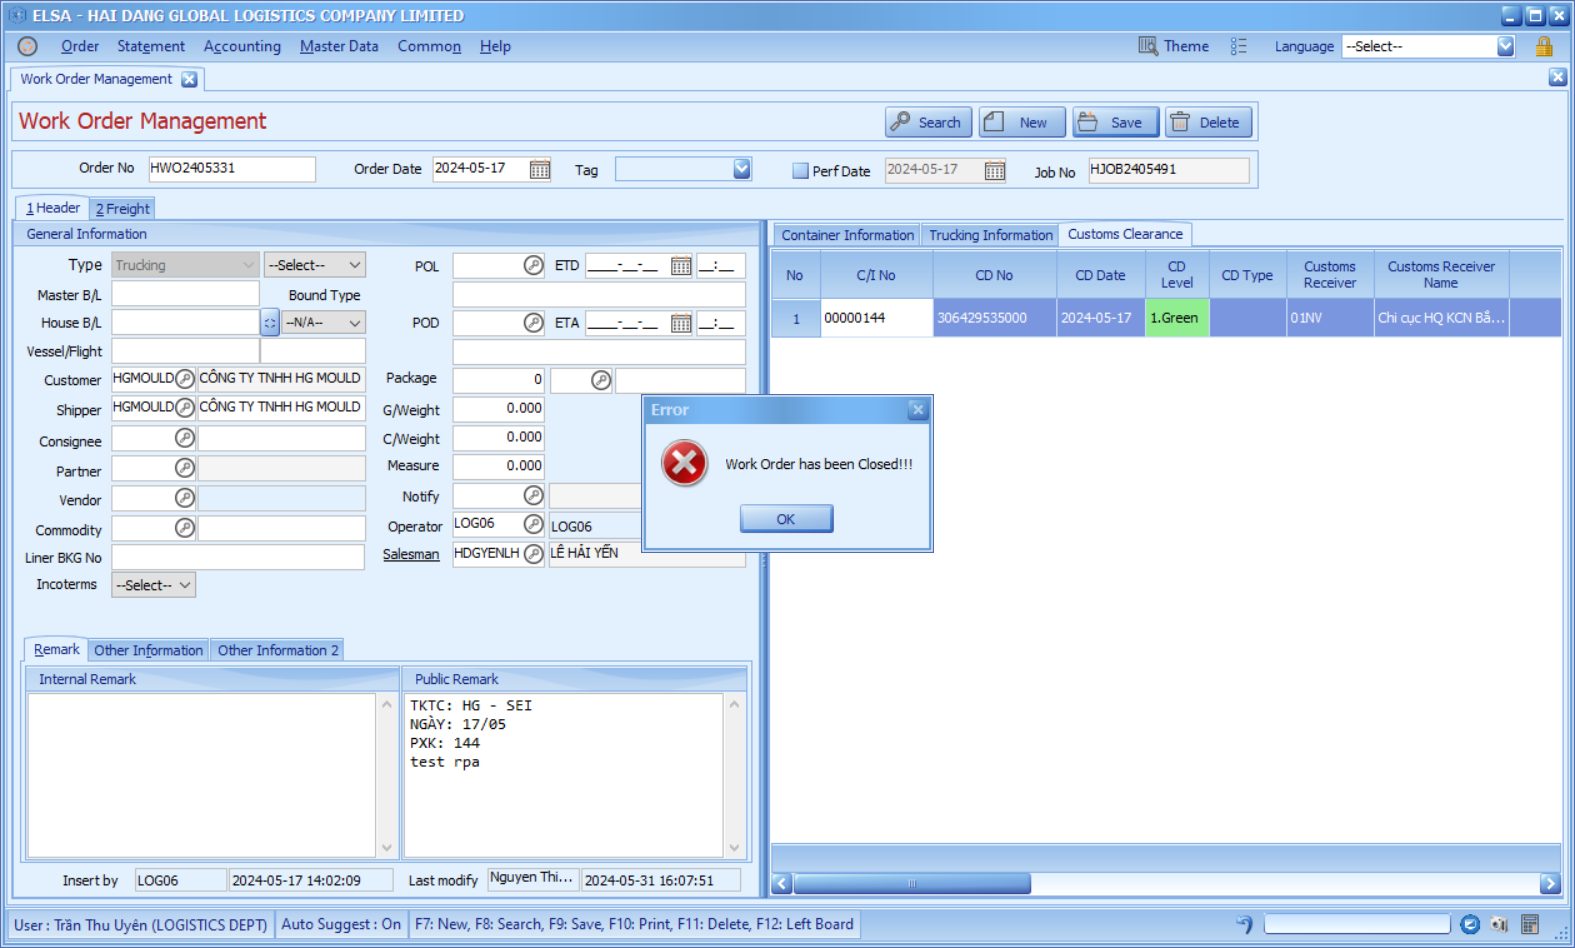 ELSA - HAI DANG GLOBAL LOGISTICS COMPANY LIMITED
Order Statement Accounting Master Data Common Help Theme Language --Select--
Work Order Management
Work Order Management Search New Save Delete
Order No HWO2405331 Order Date 2024-05-17 Tag Perf Date 2024-05-17 Job No HJOB2405491
1 Header 2 Freight
General Information
Type Trucking --Select--
Master B/L Bound Type
House B/L --N/A--
Vessel/Flight
Customer HGMOULD CÔNG TY TNHH HG MOULD
Shipper HGMOULD CÔNG TY TNHH HG MOULD
Consignee
Partner
Vendor
Commodity
Liner BKG No
Incoterms --Select--
POL ETD ____-__-__ __:__
POD ETA ____-__-__ __:__
Package 0
G/Weight 0.000
C/Weight 0.000
Measure 0.000
Notify
Operator LOG06 LOG06
Salesman HDGYENLH LÊ HẢI YẾN
Container Information Trucking Information Customs Clearance
No C/I No CD No CD Date CD Level CD Type Customs Receiver Customs Receiver Name
1 00000144 306429535000 2024-05-17 1.Green 01NV Chi cục HQ KCN Bắ...
Error
Work Order has been Closed!!!
OK
Remark Other Information Other Information 2
Internal Remark
Public Remark
TKTC: HG - SEI
NGÀY: 17/05
PXK: 144
test rpa
Insert by LOG06 2024-05-17 14:02:09 Last modify Nguyen Thi... 2024-05-31 16:07:51
User : Trần Thu Uyên (LOGISTICS DEPT) Auto Suggest : On F7: New, F8: Search, F9: Save, F10: Print, F11: Delete, F12: Left Board